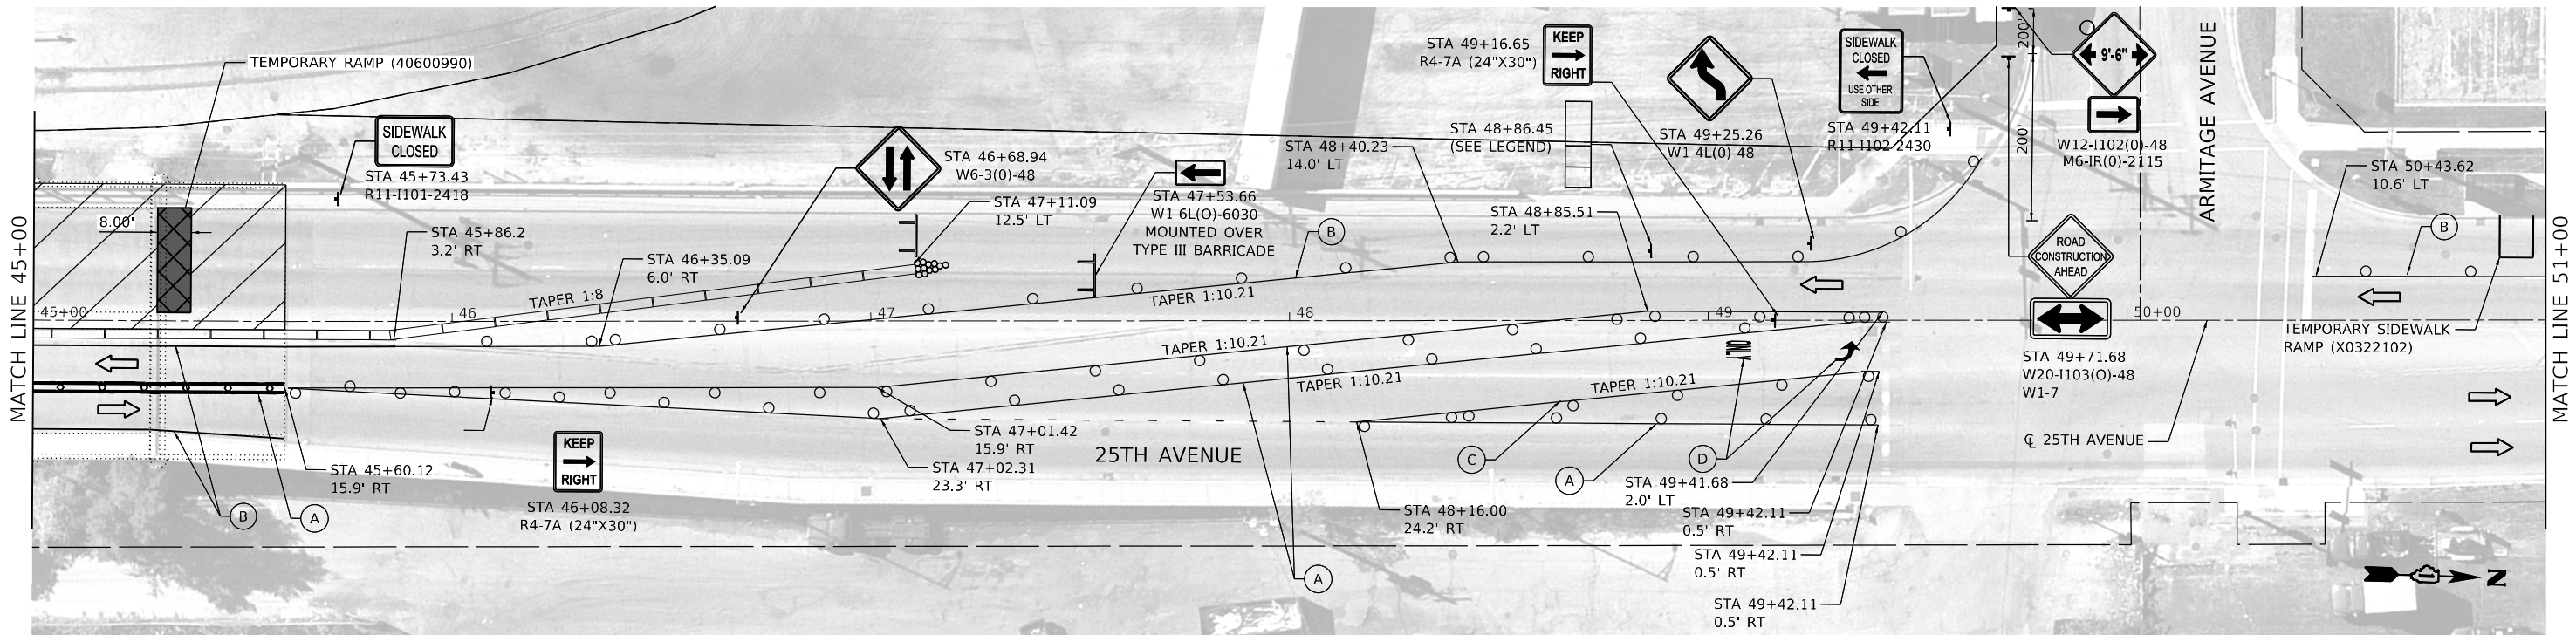 MATCH LINE 45+00
TEMPORARY RAMP (40600990)
8.00'
45+00
SIDEWALK
CLOSED
STA 45+73.43
R11-I101-2418
STA 45+86.2
3.2' RT
TAPER 1:8
46
STA 46+35.09
6.0' RT
STA 46+68.94
W6-3(0)-48
STA 47+11.09
12.5' LT
STA 47+53.66
W1-6L(O)-6030
MOUNTED OVER
TYPE III BARRICADE
B
TAPER 1:10.21
47
48
STA 48+40.23
14.0' LT
STA 49+16.65
R4-7A (24"X30")
KEEP
RIGHT
STA 48+86.45
(SEE LEGEND)
STA 48+85.51
2.2' LT
STA 49+25.26
W1-4L(0)-48
SIDEWALK
CLOSED
USE OTHER
SIDE
STA 49+42.11
R11-I102-2430
200'
200'
9'-6"
W12-I102(0)-48
M6-IR(0)-2115
ARMITAGE AVENUE
ROAD
CONSTRUCTION
AHEAD
STA 49+71.68
W20-I103(O)-48
W1-7
49
50+00
STA 50+43.62
10.6' LT
B
TEMPORARY SIDEWALK
RAMP (X0322102)
℄ 25TH AVENUE
MATCH LINE 51+00
TAPER 1:10.21
TAPER 1:10.21
TAPER 1:10.21
ONLY
STA 45+60.12
15.9' RT
B
A
KEEP
RIGHT
STA 46+08.32
R4-7A (24"X30")
STA 47+01.42
15.9' RT
STA 47+02.31
23.3' RT
25TH AVENUE
A
STA 48+16.00
24.2' RT
C
A
D
STA 49+41.68
2.0' LT
STA 49+42.11
0.5' RT
STA 49+42.11
0.5' RT
STA 49+42.11
0.5' RT
N